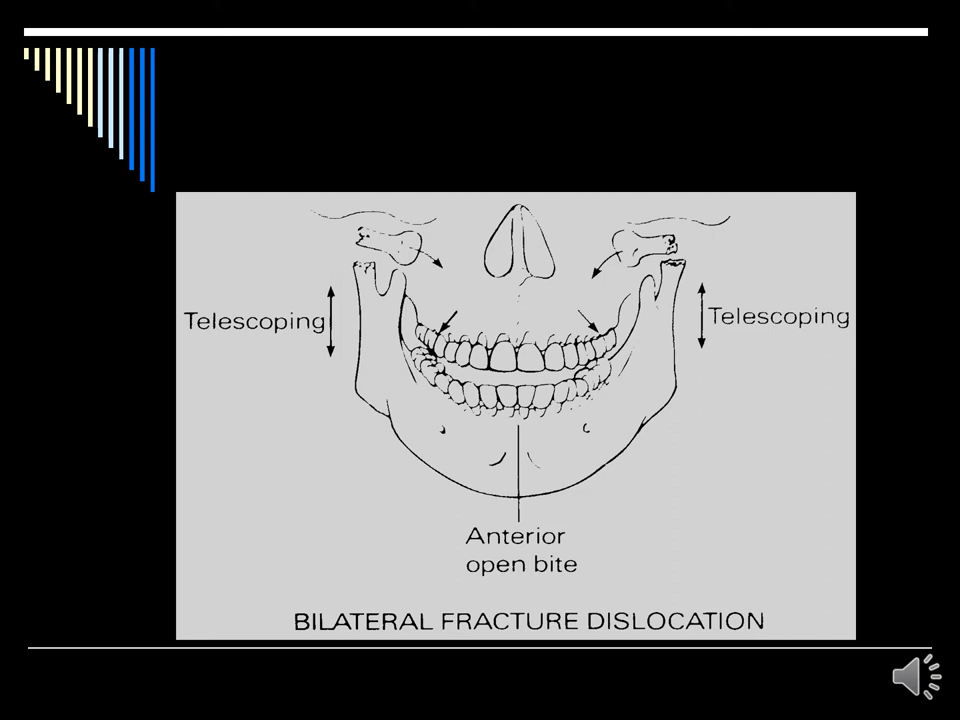 Telescoping
Telescoping
Anterior
open bite
BILATERAL FRACTURE DISLOCATION